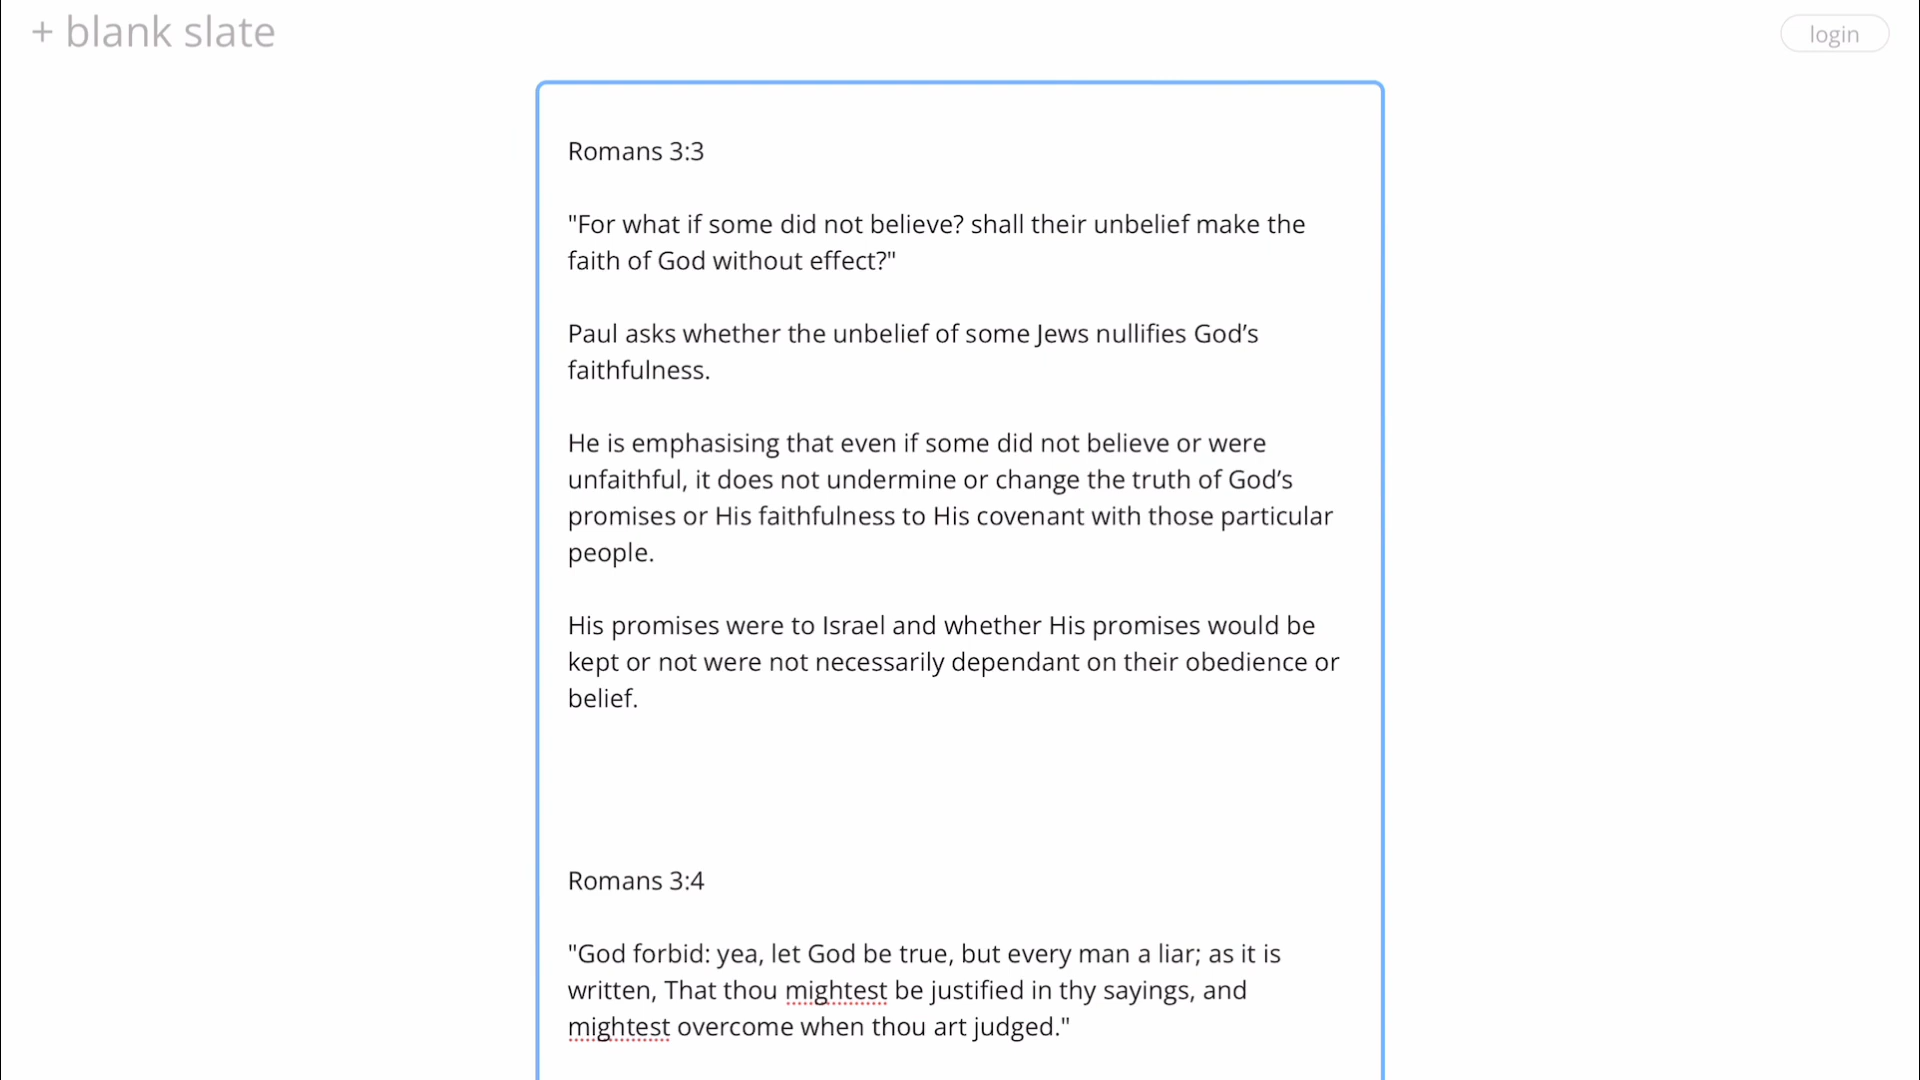 + blank slate
login
Romans 3:3
"For what if some did not believe? shall their unbelief make the
faith of God without effect?"
Paul asks whether the unbelief of some Jews nullifies God’s
faithfulness.
He is emphasising that even if some did not believe or were
unfaithful, it does not undermine or change the truth of God’s
promises or His faithfulness to His covenant with those particular
people.
His promises were to Israel and whether His promises would be
kept or not were not necessarily dependant on their obedience or
belief.
Romans 3:4
"God forbid: yea, let God be true, but every man a liar; as it is
written, That thou mightest be justified in thy sayings, and
mightest overcome when thou art judged."